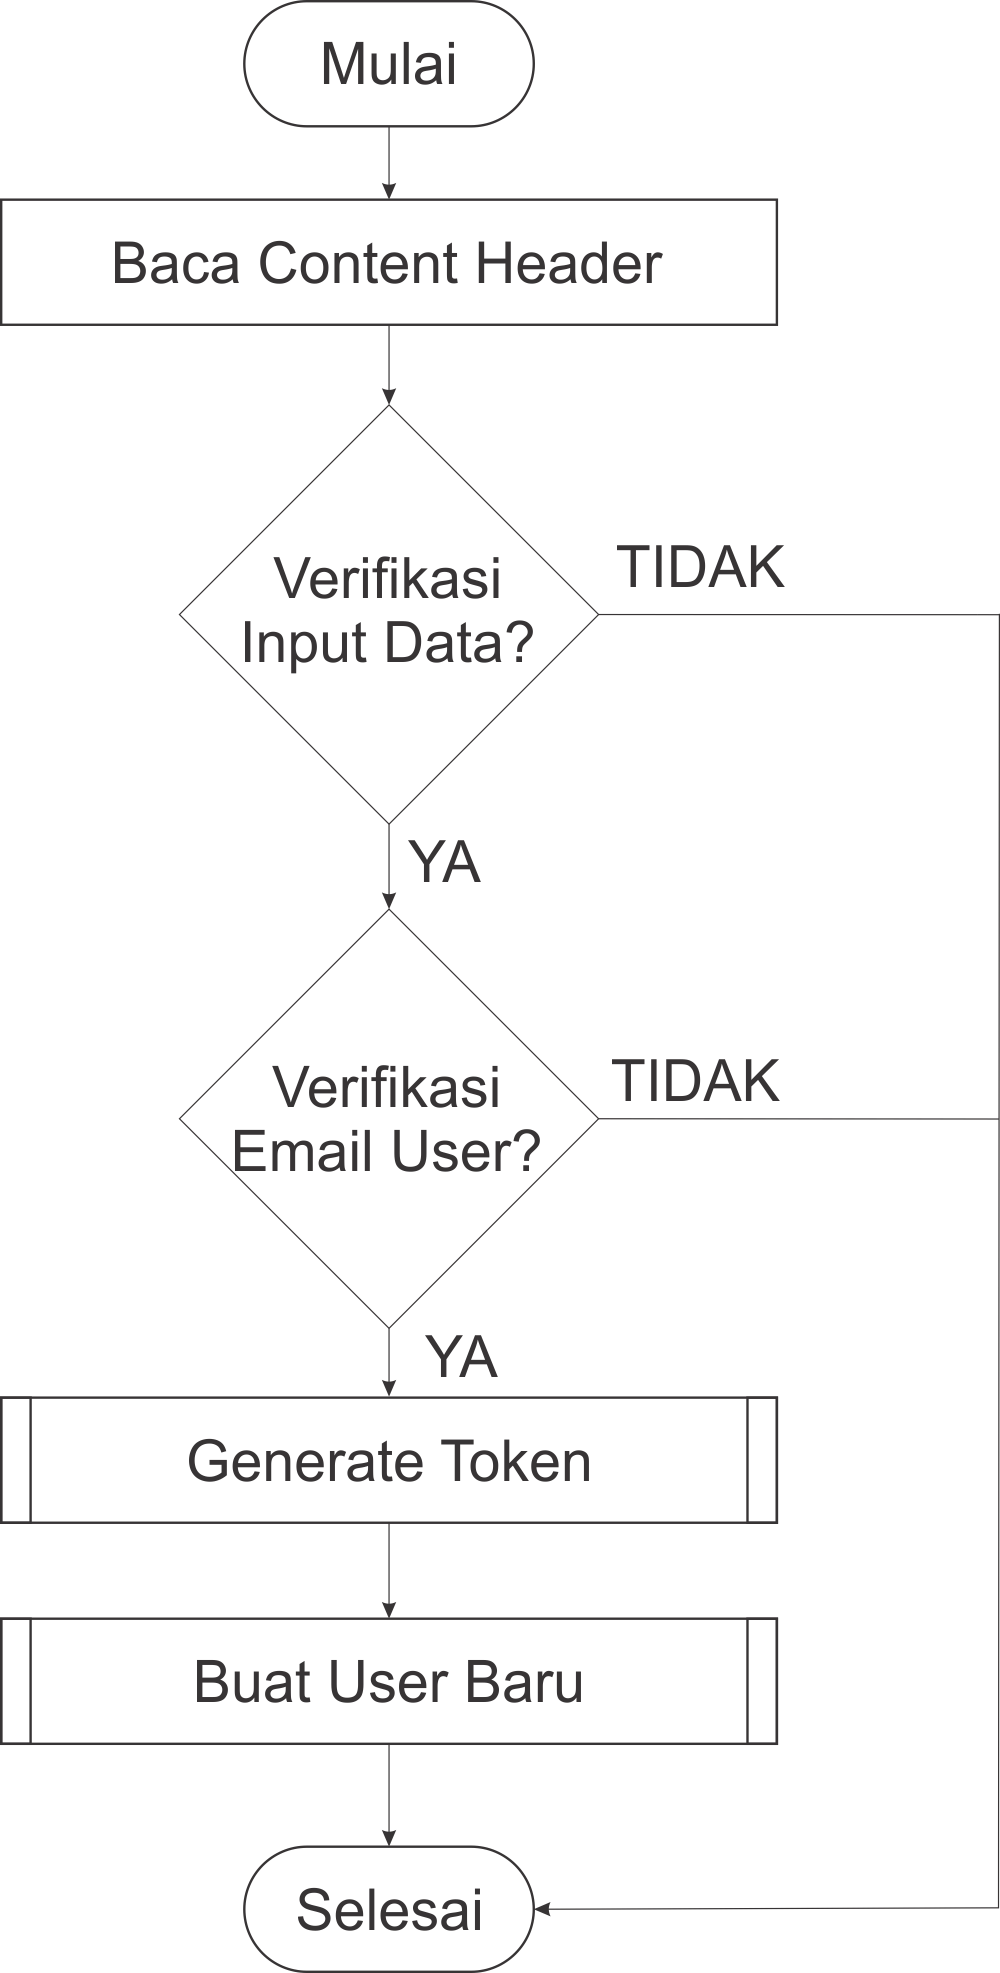 Mulai
Baca Content Header
Verifikasi
Input Data?
TIDAK
YA
Verifikasi
Email User?
TIDAK
YA
Generate Token
Buat User Baru
Selesai